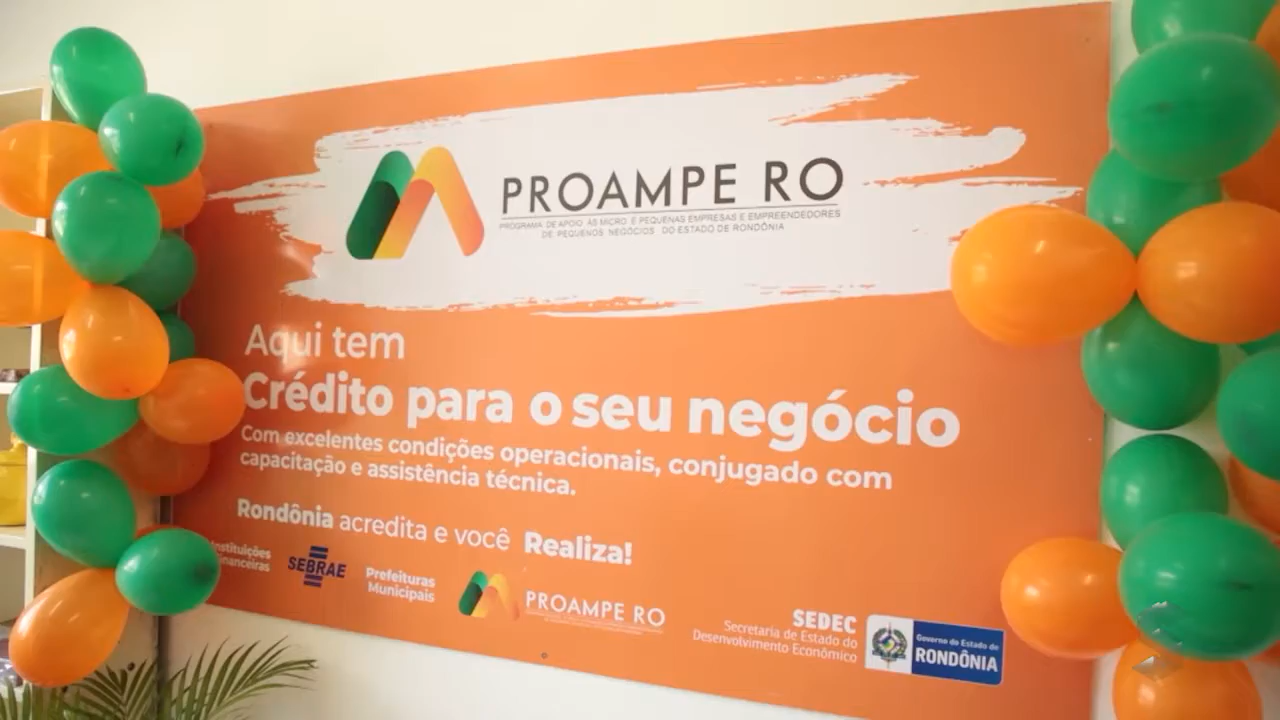 PROAMPE RO
PROGRAMA DE APOIO ÀS MICRO E PEQUENAS EMPRESAS E EMPREENDEDORES
DE PEQUENOS NEGÓCIOS DO ESTADO DE RONDÔNIA
Aqui tem
Crédito para o seu negócio
Com excelentes condições operacionais, conjugado com
capacitação e assistência técnica.
Rondônia acredita e você Realiza!
Instituições
Financeiras
SEBRAE
Prefeituras
Municipais
PROAMPE RO
SEDEC
Secretaria de Estado do
Desenvolvimento Econômico
Governo do Estado de
RONDÔNIA